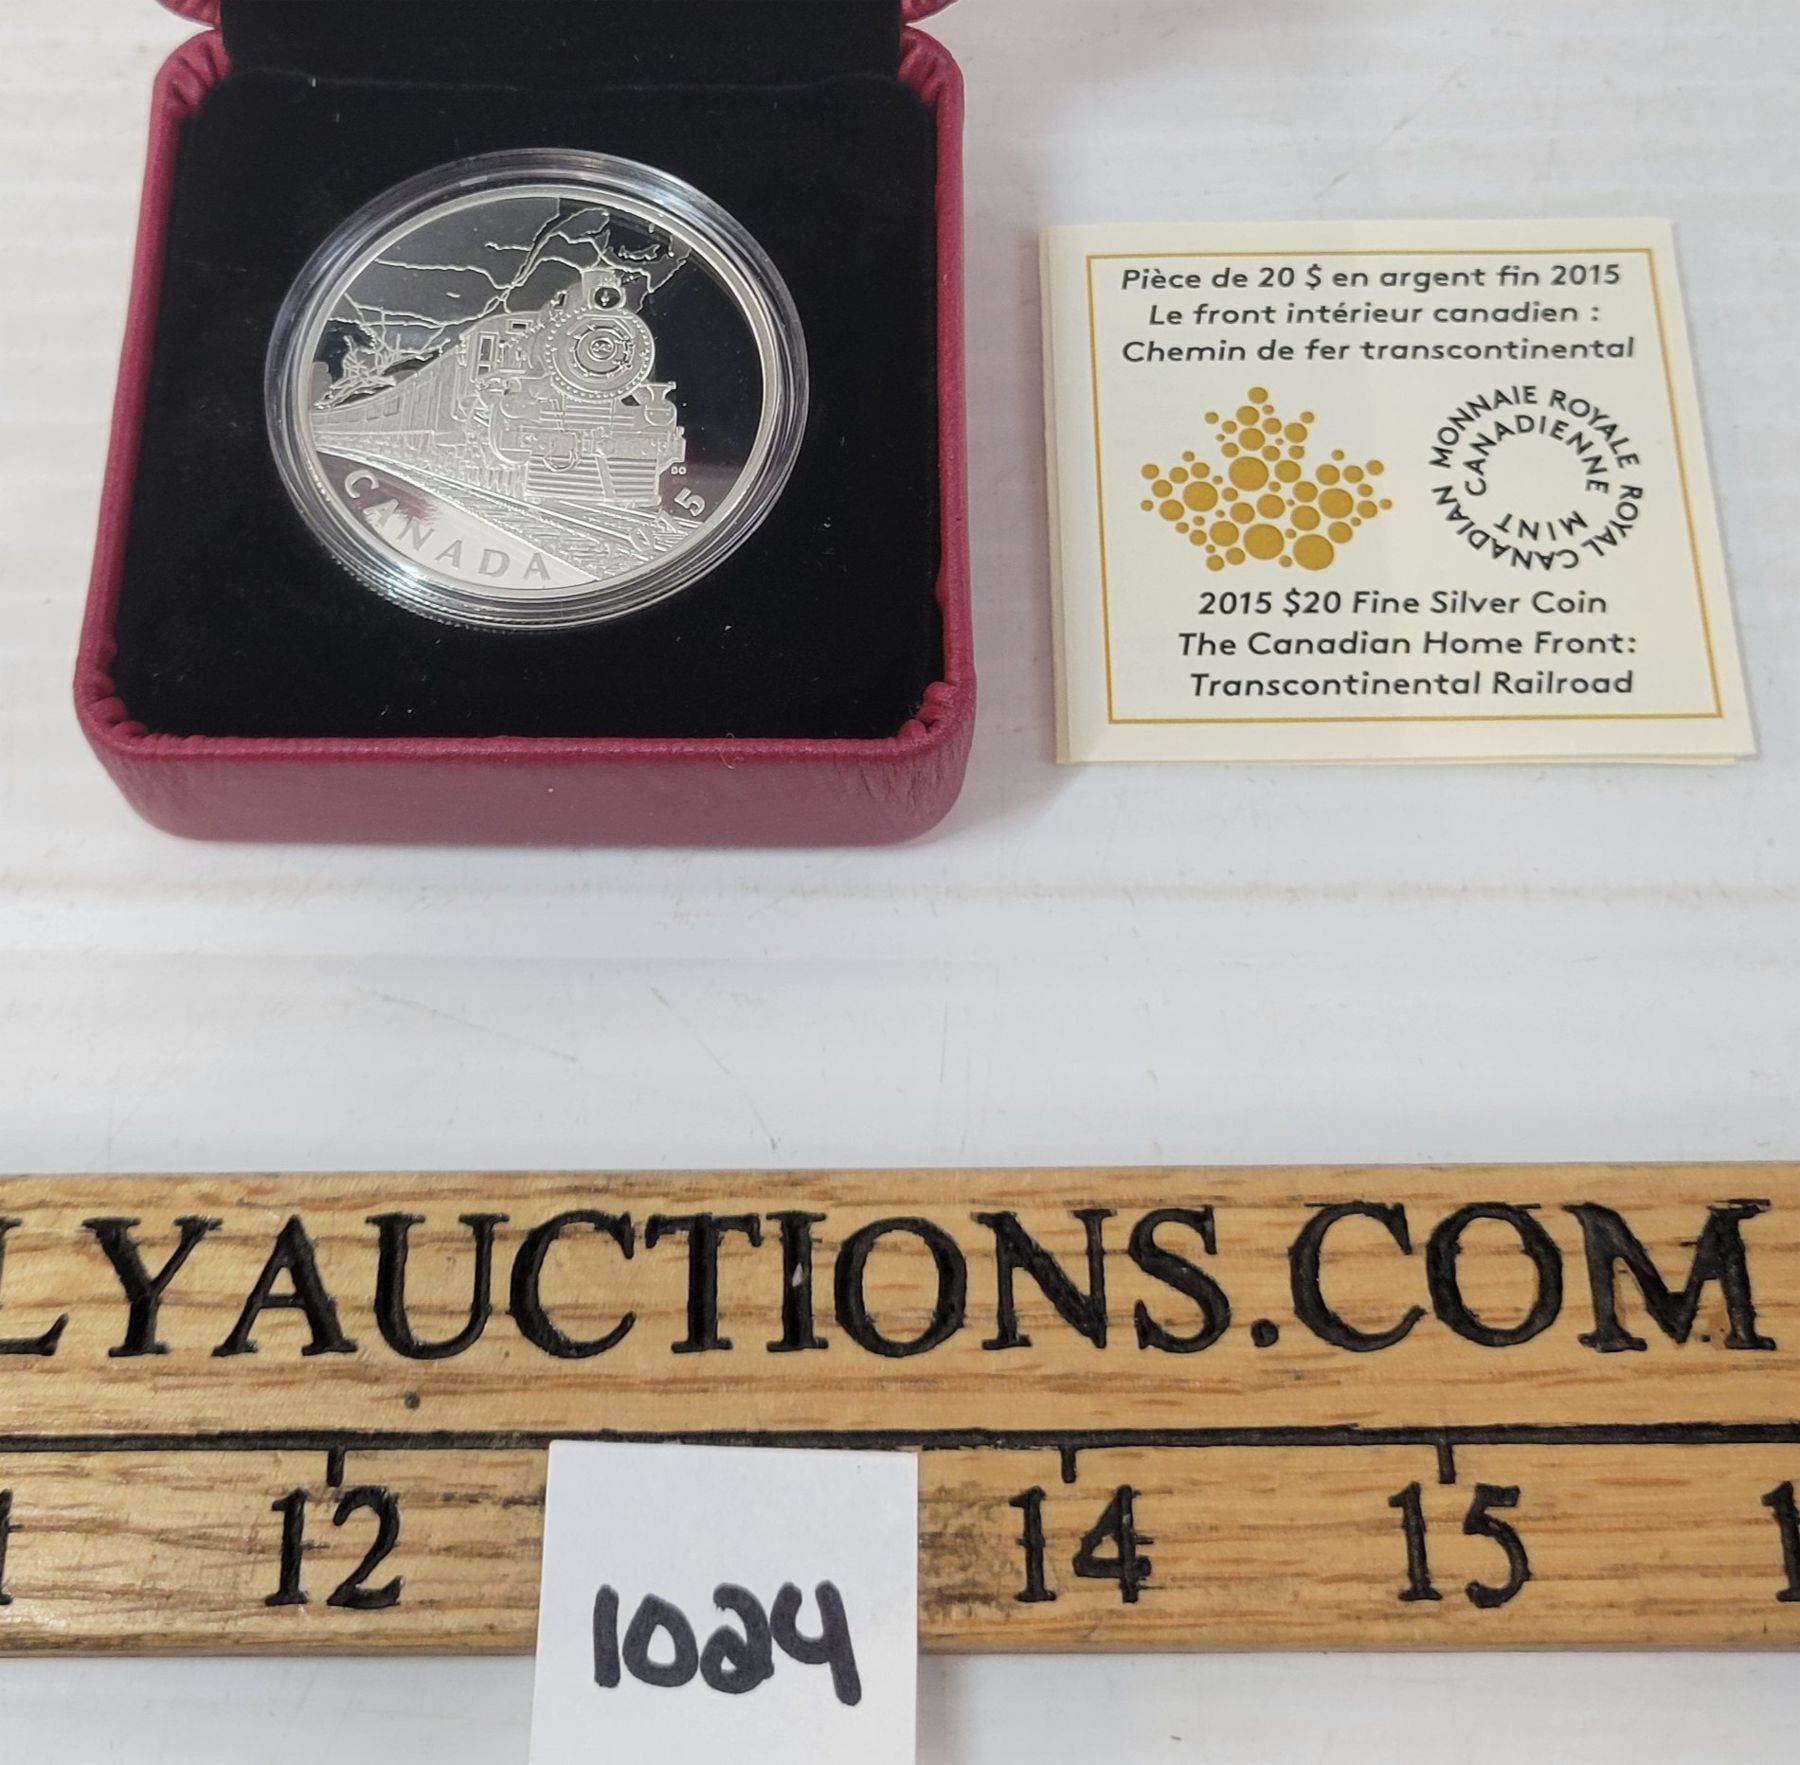 CANADA
5
Pièce de 20 $ en argent fin 2015
Le front intérieur canadien :
Chemin de fer transcontinental
MONNAIE ROYALE CANADIENNE
ROYAL CANADIAN MINT
2015 $20 Fine Silver Coin
The Canadian Home Front:
Transcontinental Railroad
LYAUCTIONS.COM
12 14 15
1024